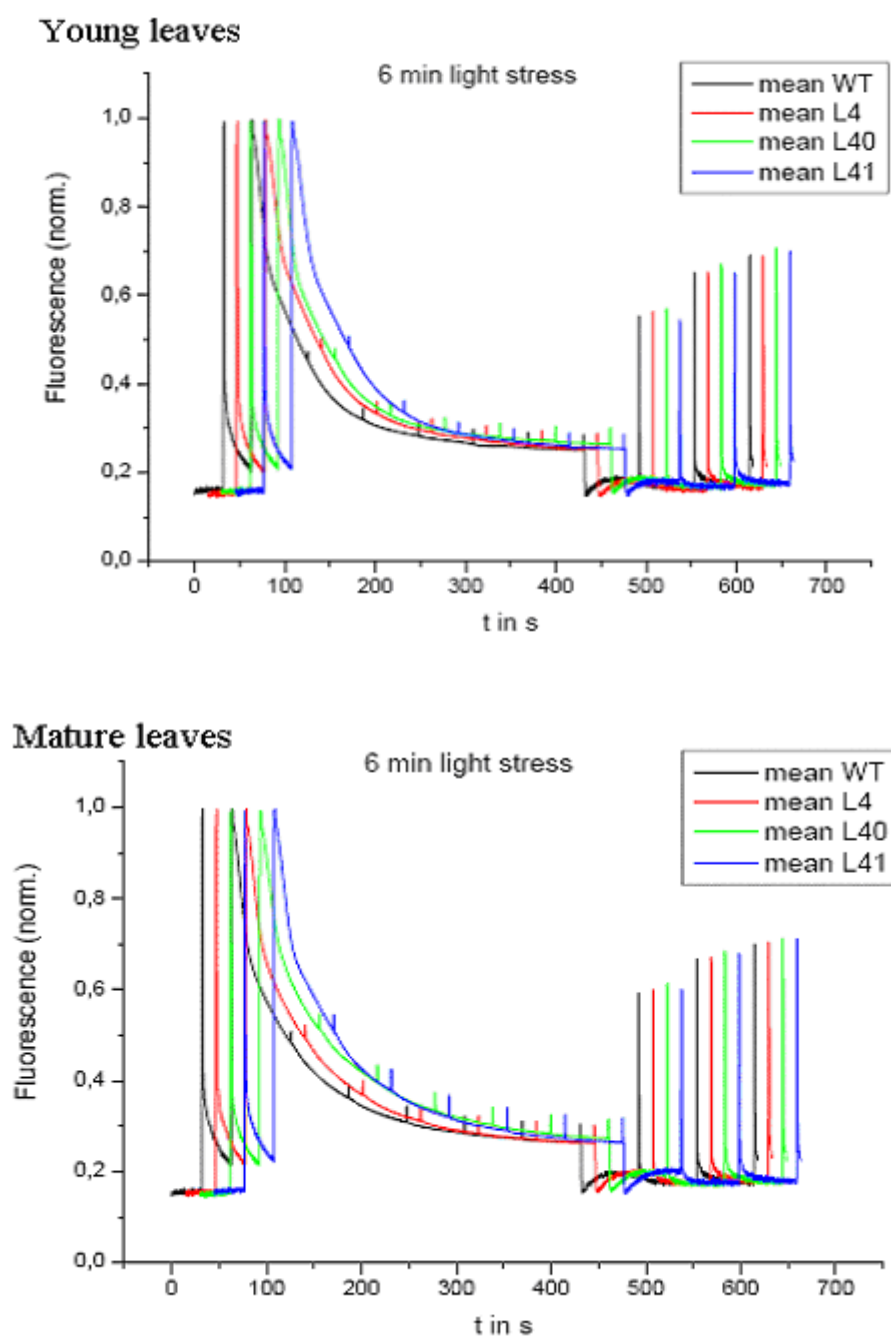 Young leaves
6 min light stress
mean WT
mean L4
mean L40
mean L41
Fluorescence (norm.)
1,0
0,8
0,6
0,4
0,2
0,0
0 100 200 300 400 500 600 700
t in s
Mature leaves
6 min light stress
mean WT
mean L4
mean L40
mean L41
Fluorescence (norm.)
1,0
0,8
0,6
0,4
0,2
0,0
0 100 200 300 400 500 600 700
t in s